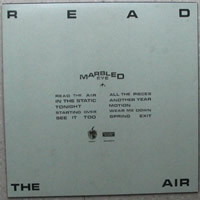 READ
MARBLED
EYE
READ THE AIR
IN THE STATIC
TONIGHT
STARTING OVER
SEE IT TOO
ALL THE PIECES
ANOTHER YEAR
MOTION
WEAR ME DOWN
SPRING EXIT
THE AIR